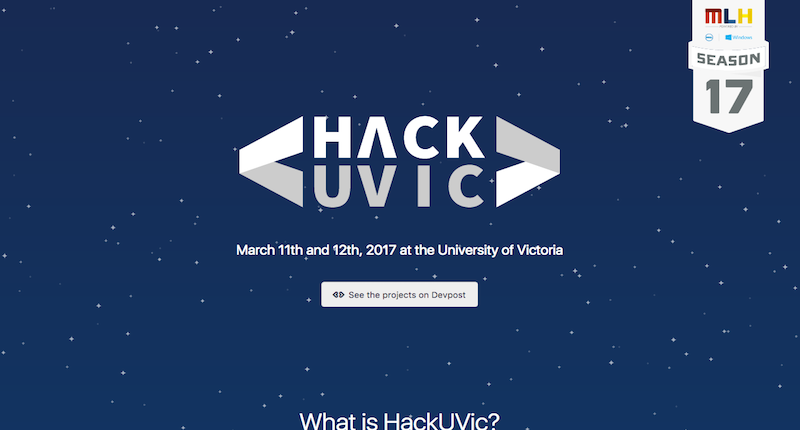 MLH
Windows
SEASON
17
HACK
UVIC
March 11th and 12th, 2017 at the University of Victoria
See the projects on Devpost
What is HackUVic?